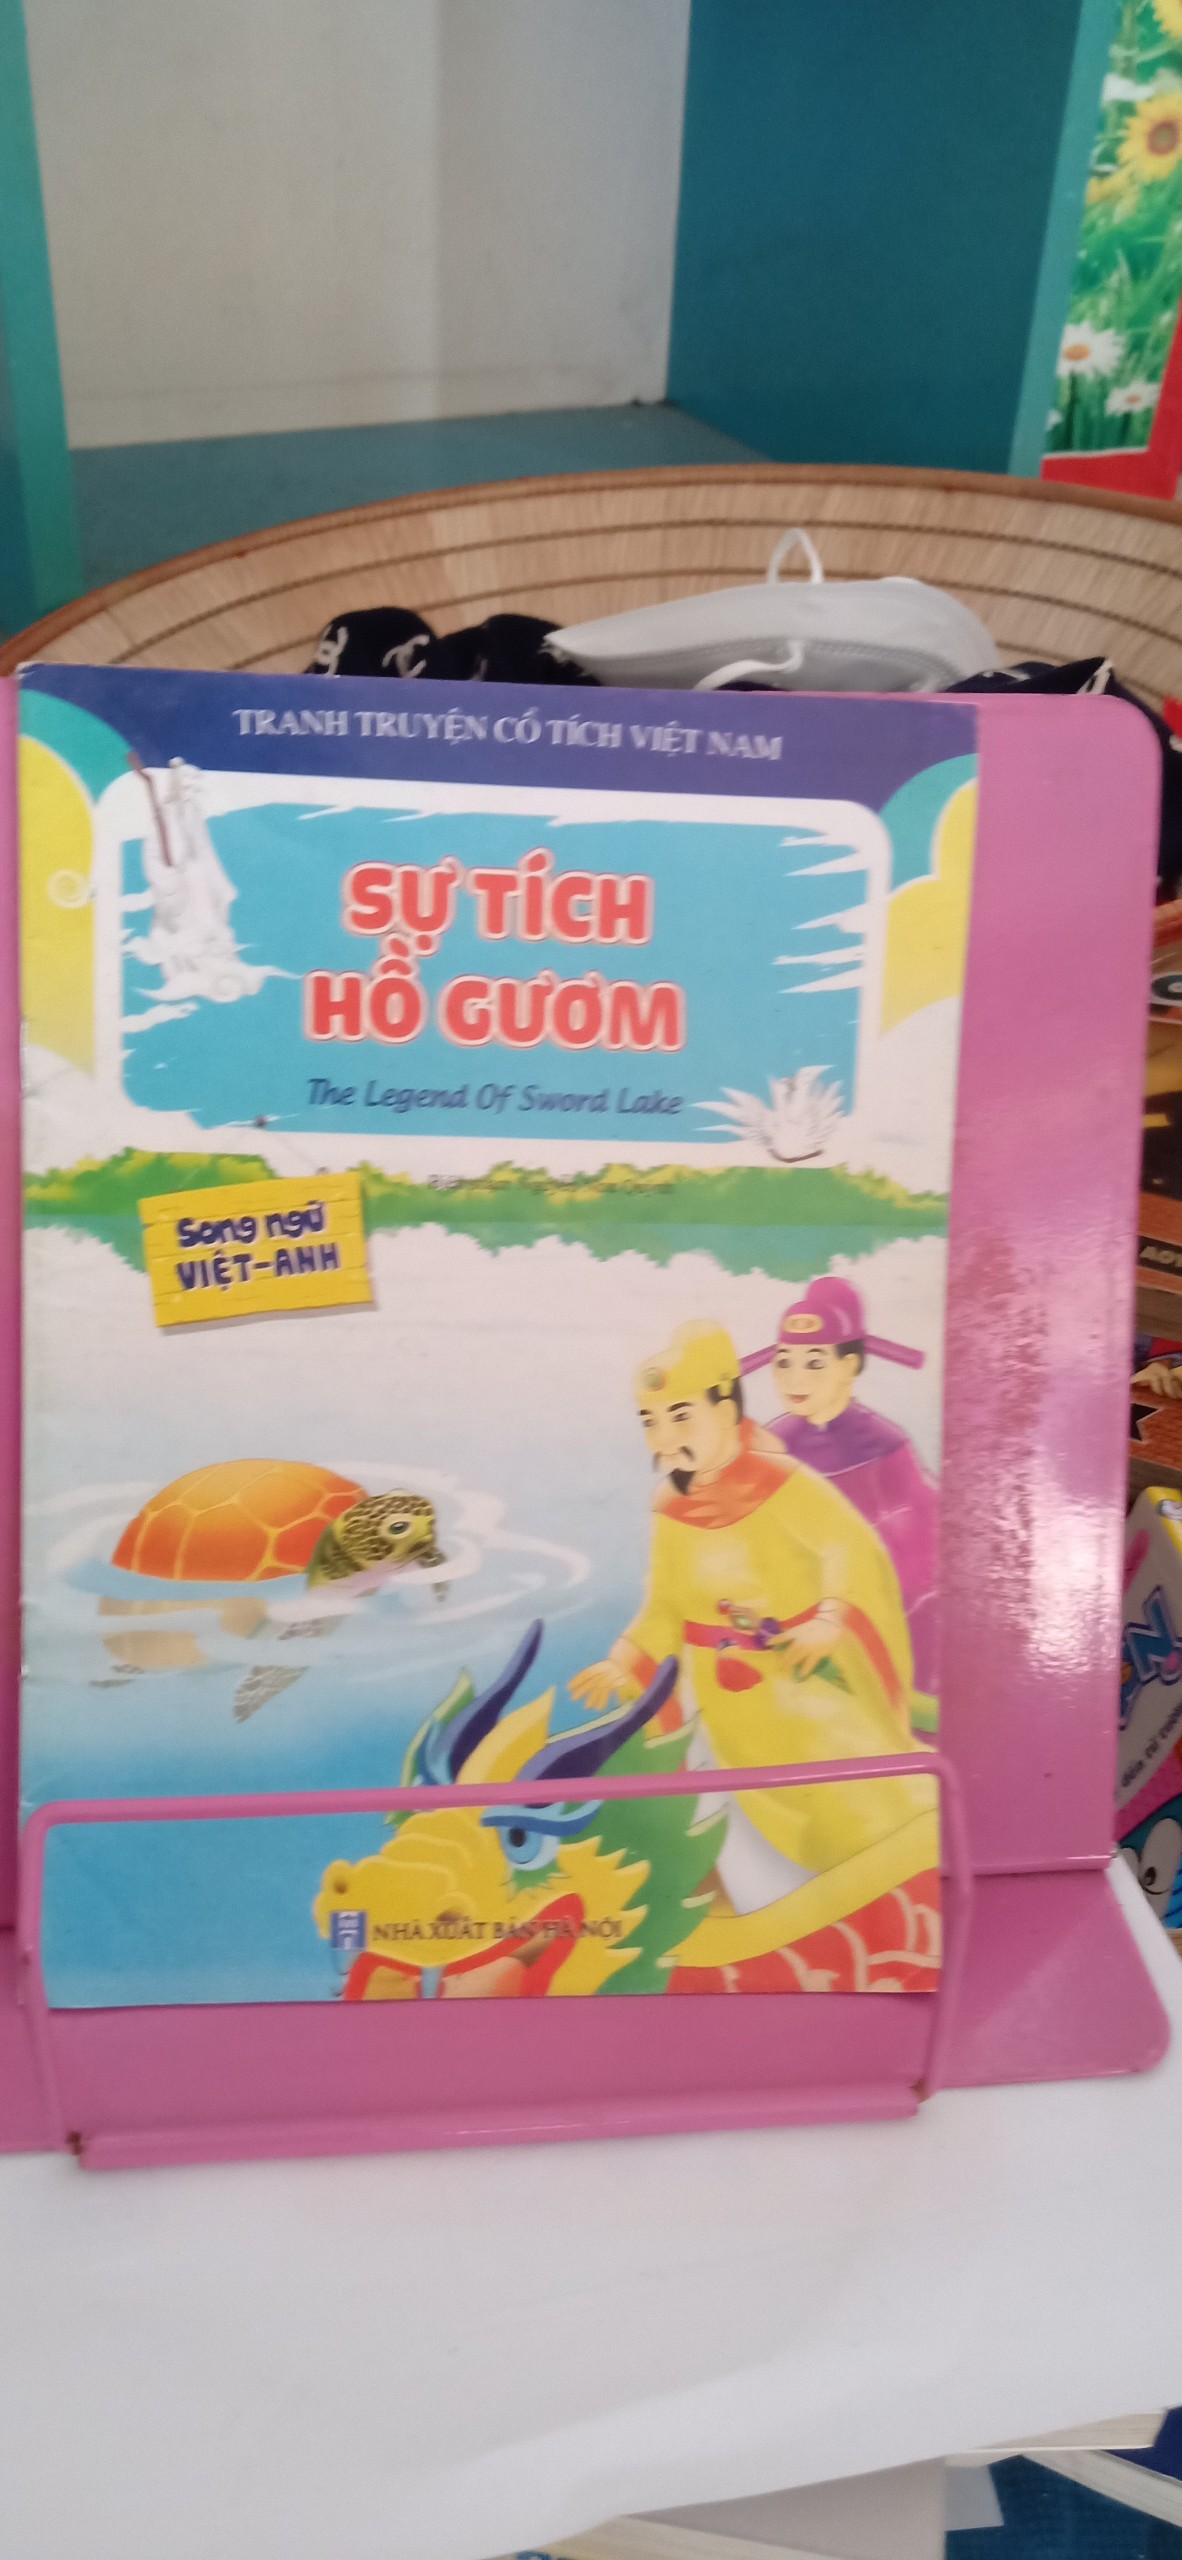 TRANH TRUYỆN CỔ TÍCH VIỆT NAM
SỰ TÍCH
HỒ GƯƠM
The Legend Of Sword Lake
Song ngữ
VIỆT-ANH
NHÀ XUẤT BẢN HÀ NỘI